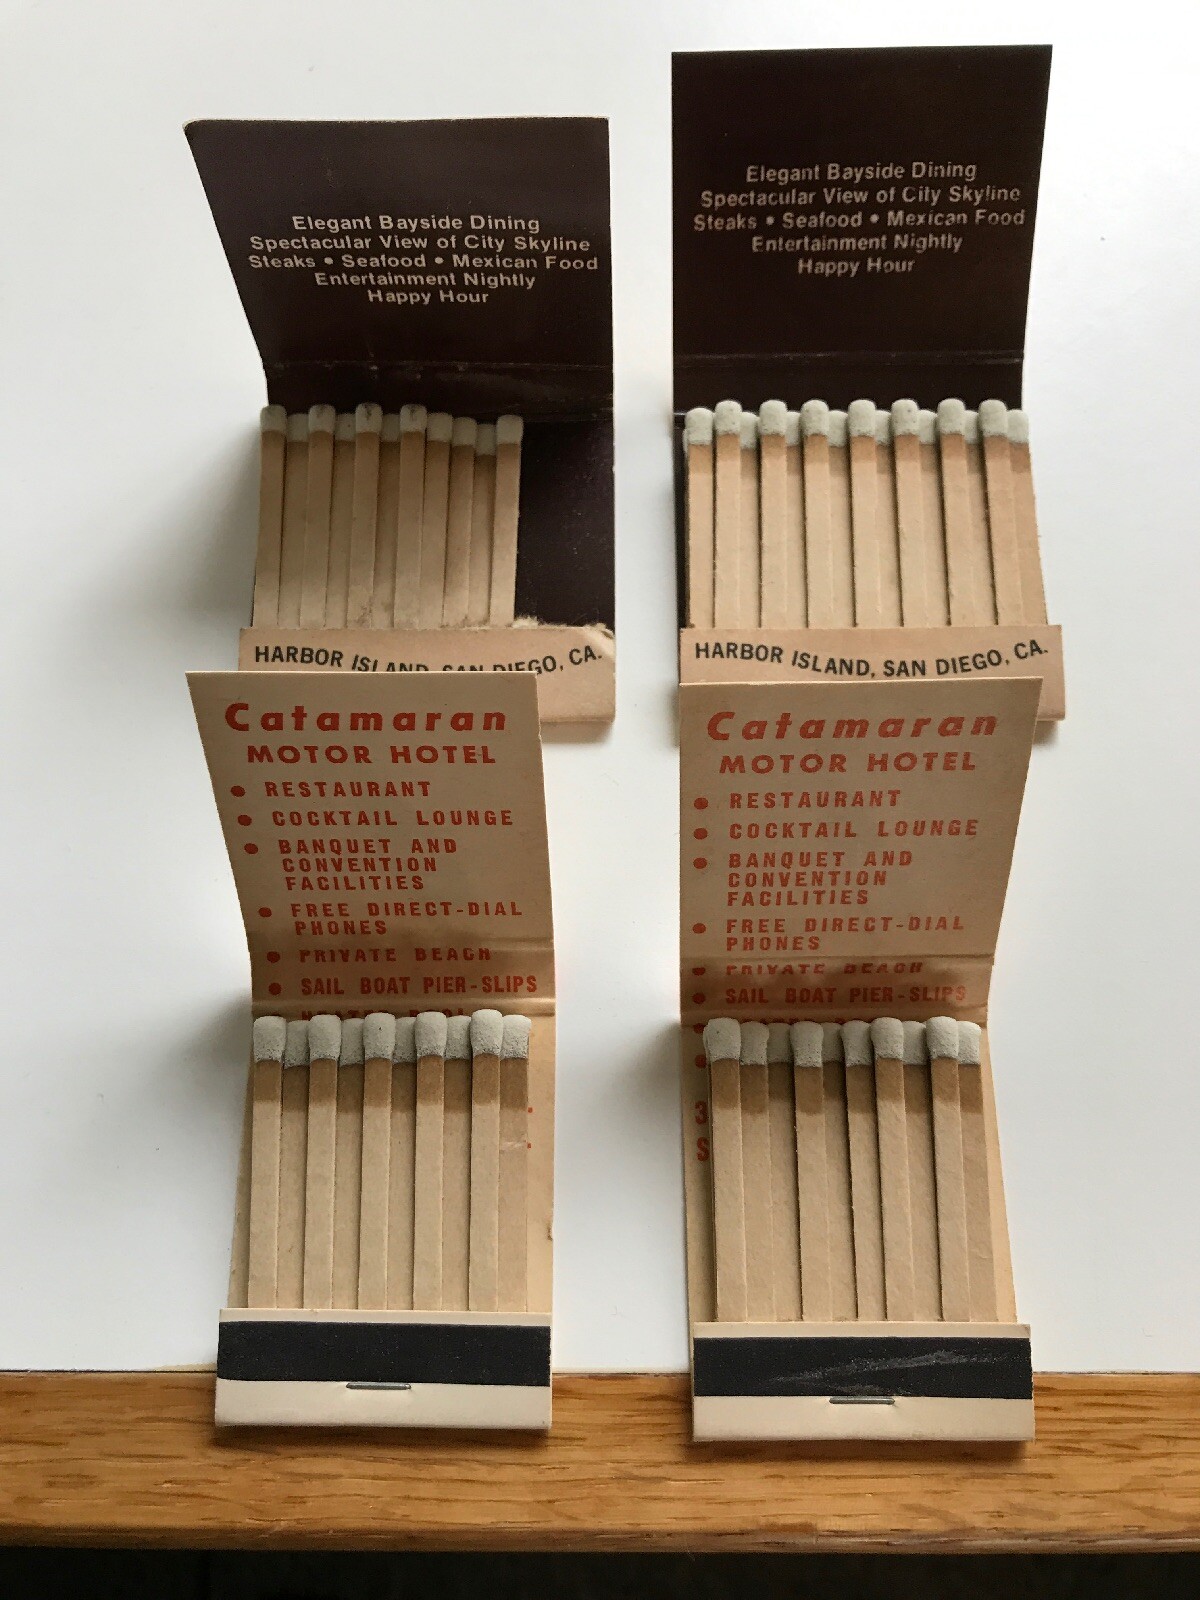 Elegant Bayside Dining
Spectacular View of City Skyline
Steaks • Seafood • Mexican Food
Entertainment Nightly
Happy Hour
HARBOR ISLAND, SAN DIEGO, CA.
Elegant Bayside Dining
Spectacular View of City Skyline
Steaks • Seafood • Mexican Food
Entertainment Nightly
Happy Hour
HARBOR ISLAND, SAN DIEGO, CA.
Catamaran
MOTOR HOTEL
• RESTAURANT
• COCKTAIL LOUNGE
• BANQUET AND
CONVENTION
FACILITIES
• FREE DIRECT-DIAL
PHONES
• PRIVATE BEACH
• SAIL BOAT PIER-SLIPS
Catamaran
MOTOR HOTEL
• RESTAURANT
• COCKTAIL LOUNGE
• BANQUET AND
CONVENTION
FACILITIES
• FREE DIRECT-DIAL
PHONES
• PRIVATE BEACH
• SAIL BOAT PIER-SLIPS
3
S